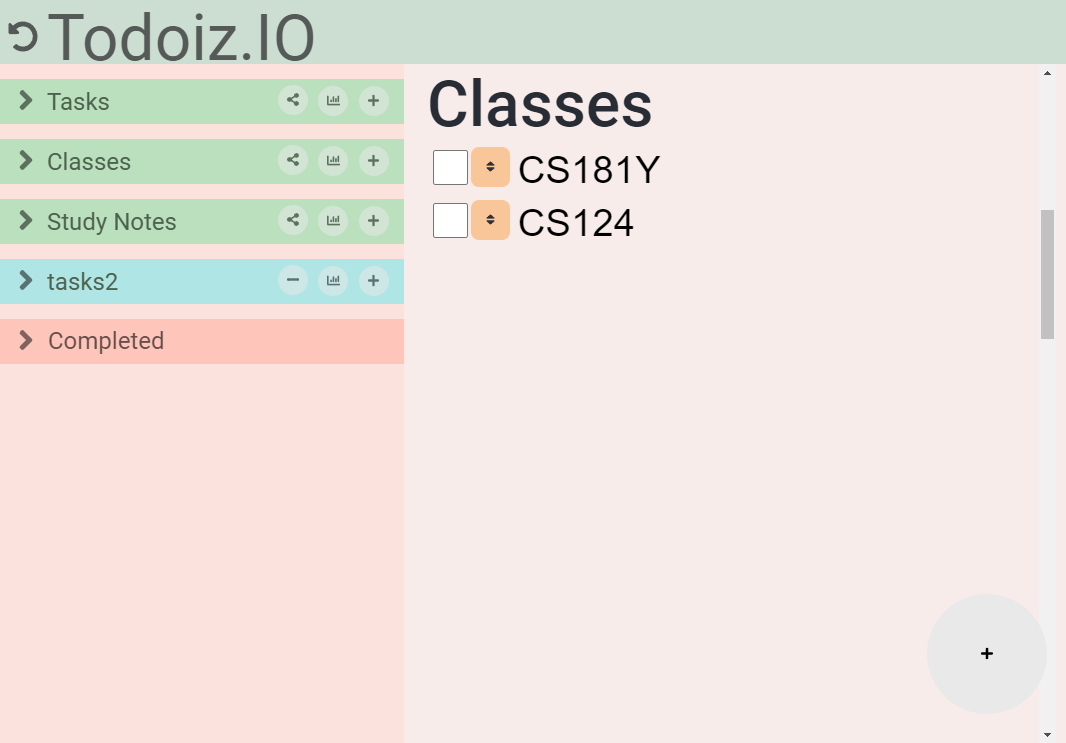 Todoiz.IO
Tasks
Classes
Study Notes
tasks2
Completed
Classes
CS181Y
CS124